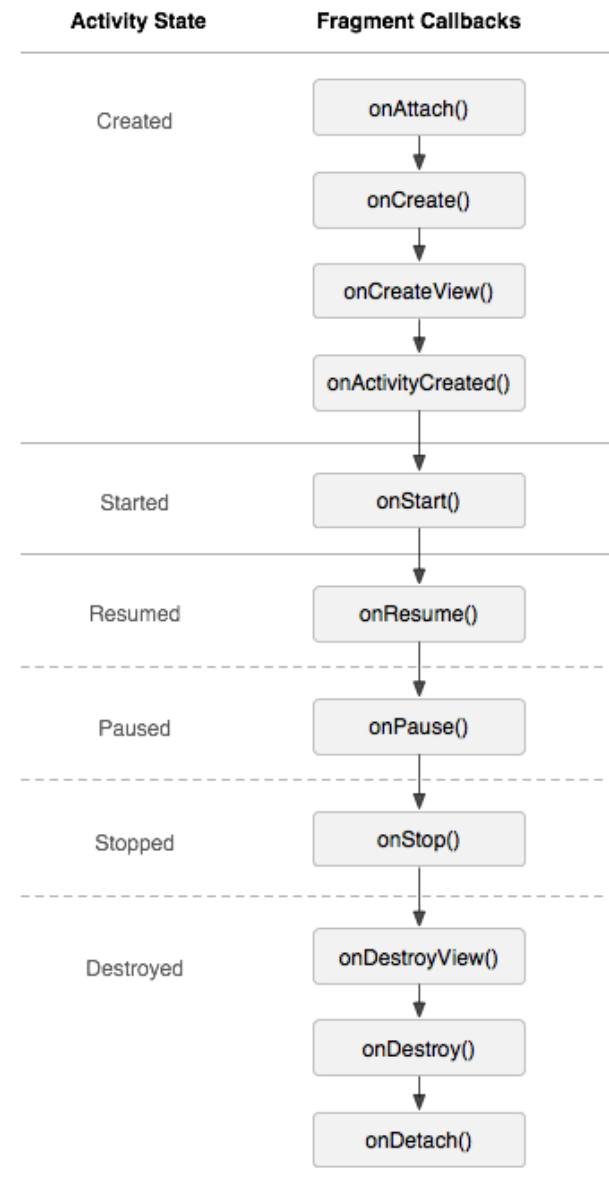 Activity State Fragment Callbacks
Created
onAttach()
onCreate()
onCreateView()
onActivityCreated()
Started onStart()
Resumed onResume()
Paused onPause()
Stopped onStop()
Destroyed
onDestroyView()
onDestroy()
onDetach()